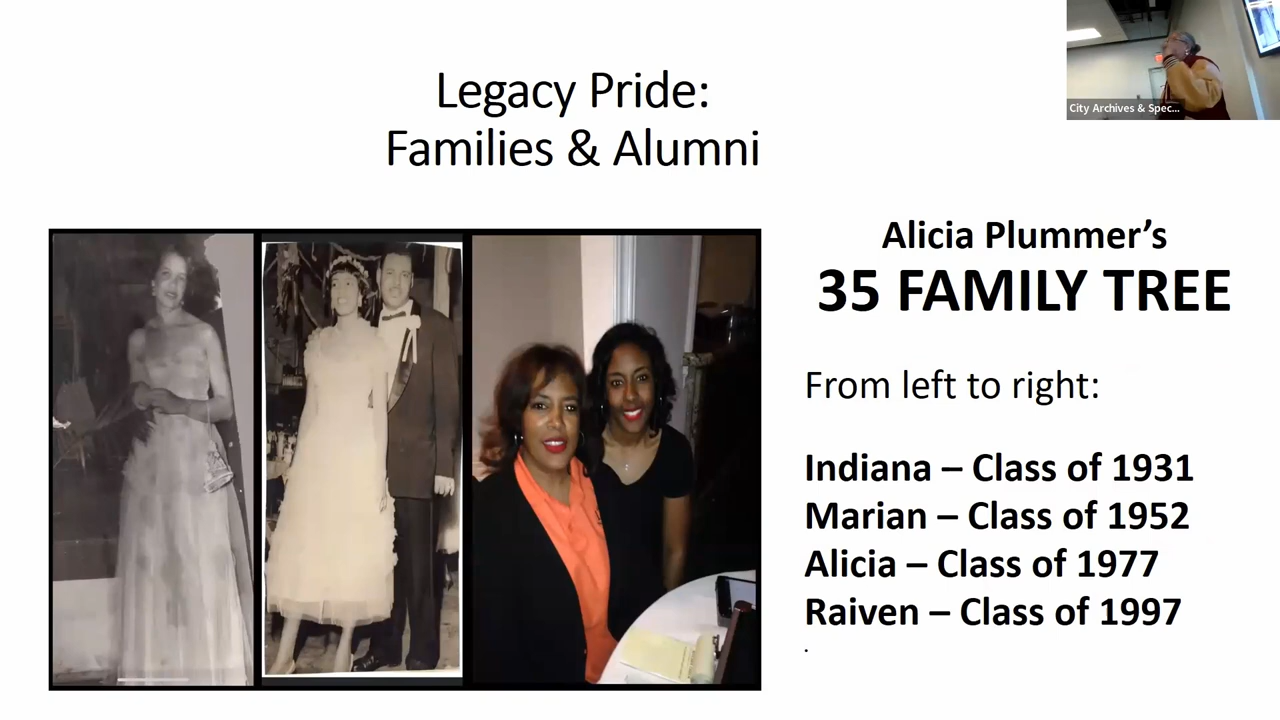 Legacy Pride:
Families & Alumni
City Archives & Spec...
Alicia Plummer’s
35 FAMILY TREE
From left to right:
Indiana – Class of 1931
Marian – Class of 1952
Alicia – Class of 1977
Raiven – Class of 1997
.